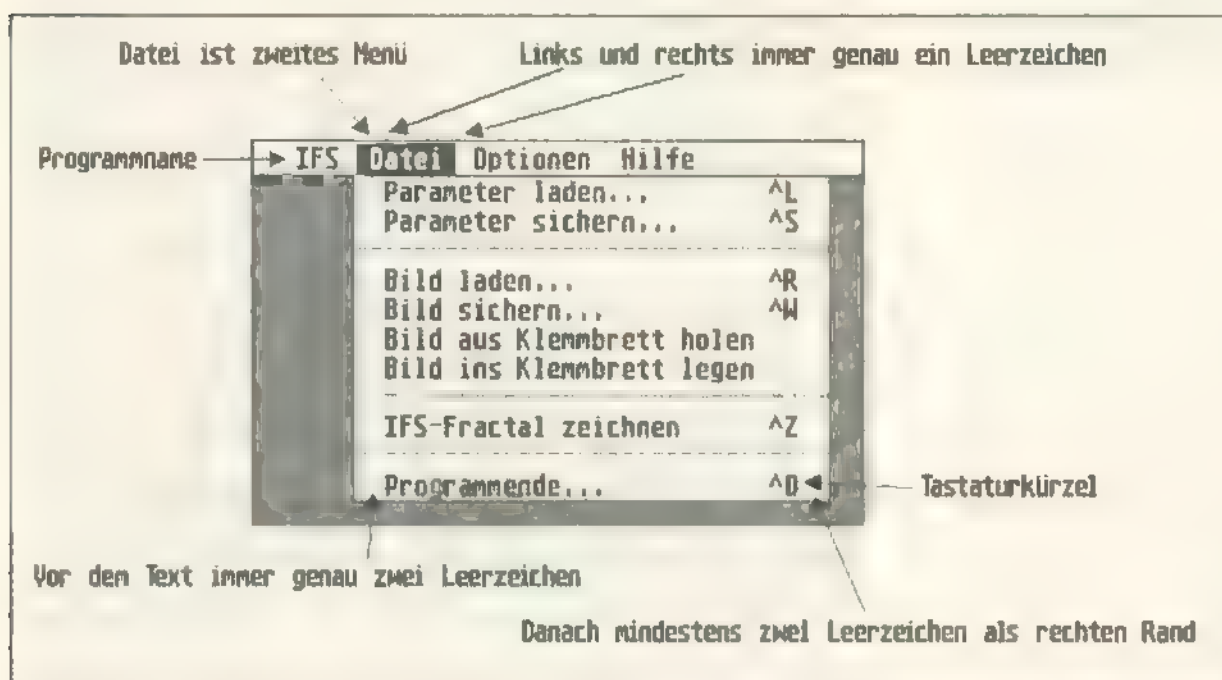 Datei ist zweites Menü
Links und rechts immer genau ein Leerzeichen
Programmname
IFS Datei Optionen Hilfe
Parameter laden... ^L
Parameter sichern... ^S
Bild laden... ^R
Bild sichern... ^W
Bild aus Klemmbrett holen
Bild ins Klemmbrett legen
IFS-Fractal zeichnen ^Z
Programmende...
Tastaturkürzel
Vor dem Text immer genau zwei Leerzeichen
Danach mindestens zwei Leerzeichen als rechten Rand